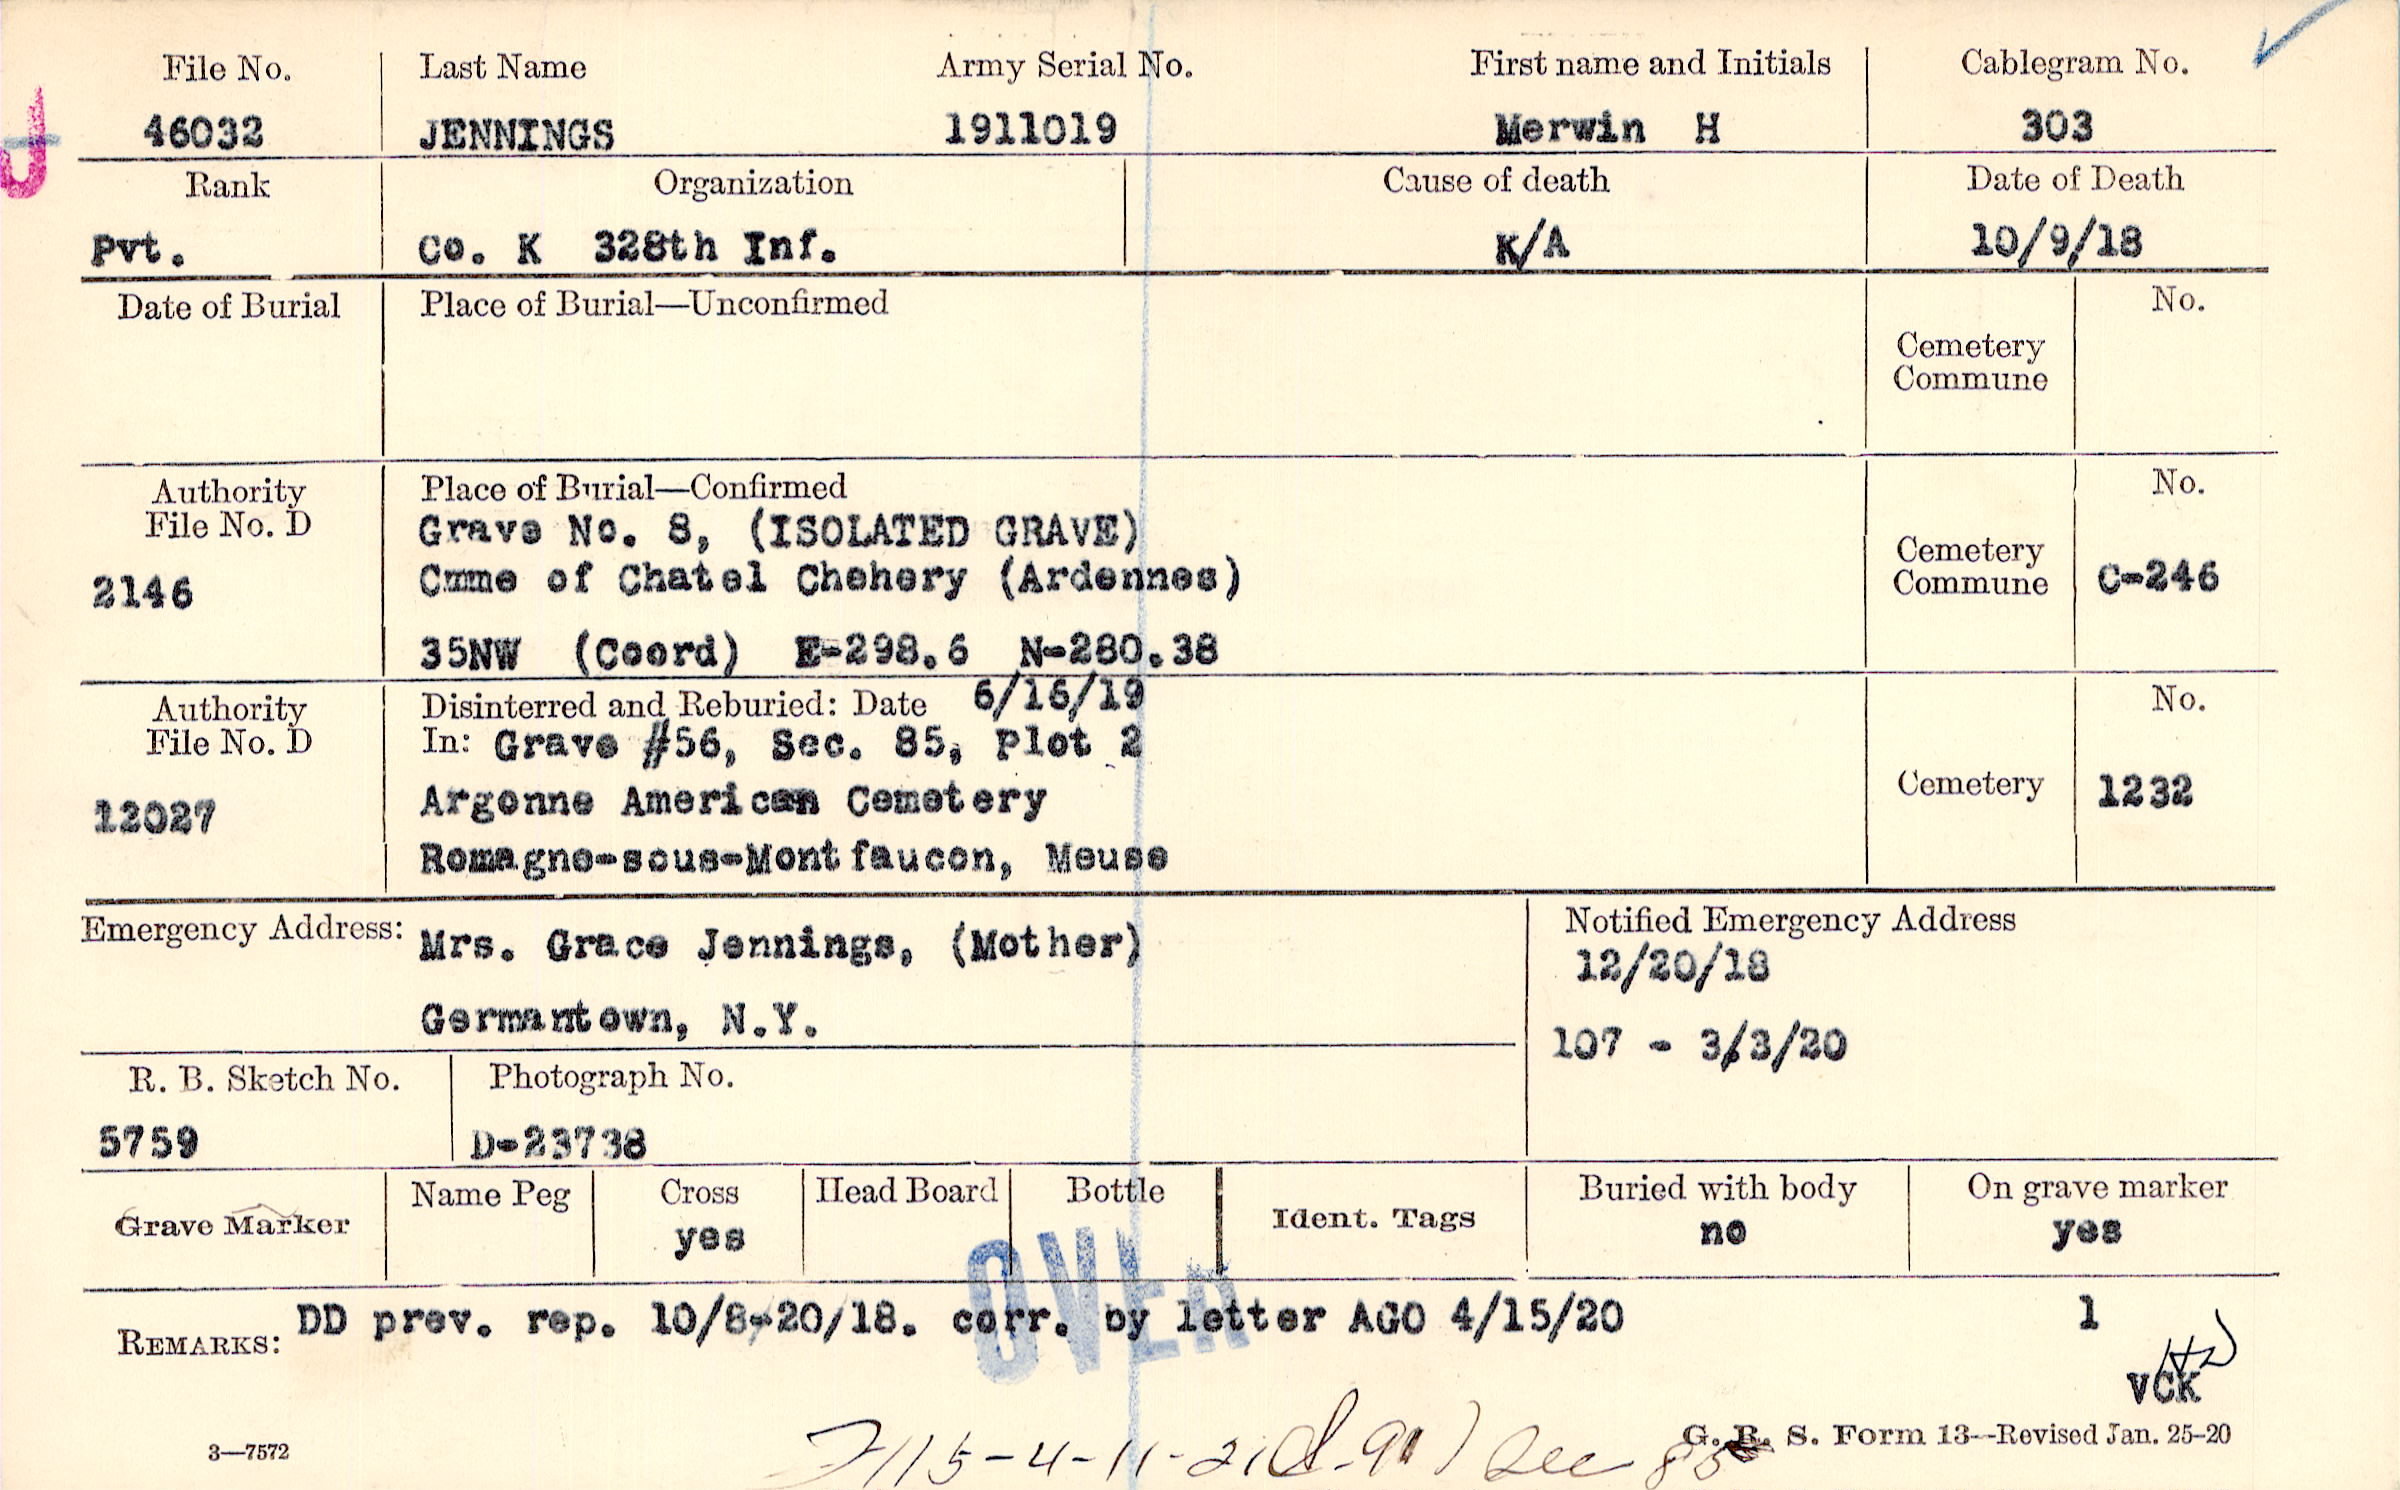 File No. Last Name Army Serial No. First name and Initials Cablegram No.
J
46032 JENNINGS 1911019 Merwin H 303
Rank Organization Cause of death Date of Death
Pvt. Co. K 328th Inf. K/A 10/9/18
Date of Burial Place of Burial—Unconfirmed No.
Cemetery
Commune
Authority Place of Burial—Confirmed No.
File No. D Grave No. 8, (ISOLATED GRAVE)
2146 Cmme of Chatel Chehery (Ardennes) Cemetery
Commune C-246
35NW (Coord) E-298.6 N-280.38
Authority Disinterred and Reburied: Date 6/16/19 No.
File No. D In: Grave #56, Sec. 85, Plot 2
12027 Argonne American Cemetery Cemetery 1232
Romagne-sous-Montfaucon, Meuse
Emergency Address: Mrs. Grace Jennings, (Mother) Notified Emergency Address
12/20/18
Germantown, N.Y.
107 - 3/3/20
R. B. Sketch No. Photograph No.
5759 D-23738
Grave Marker Name Peg Cross Head Board Bottle Ident. Tags Buried with body On grave marker
yes no yes
OVER
REMARKS: DD prev. rep. 10/8-20/18. corr. by letter AGO 4/15/20 1
VCK
3—7572 G. R. S. Form 13—Revised Jan. 25-20
115-4-11-21 Sec 85